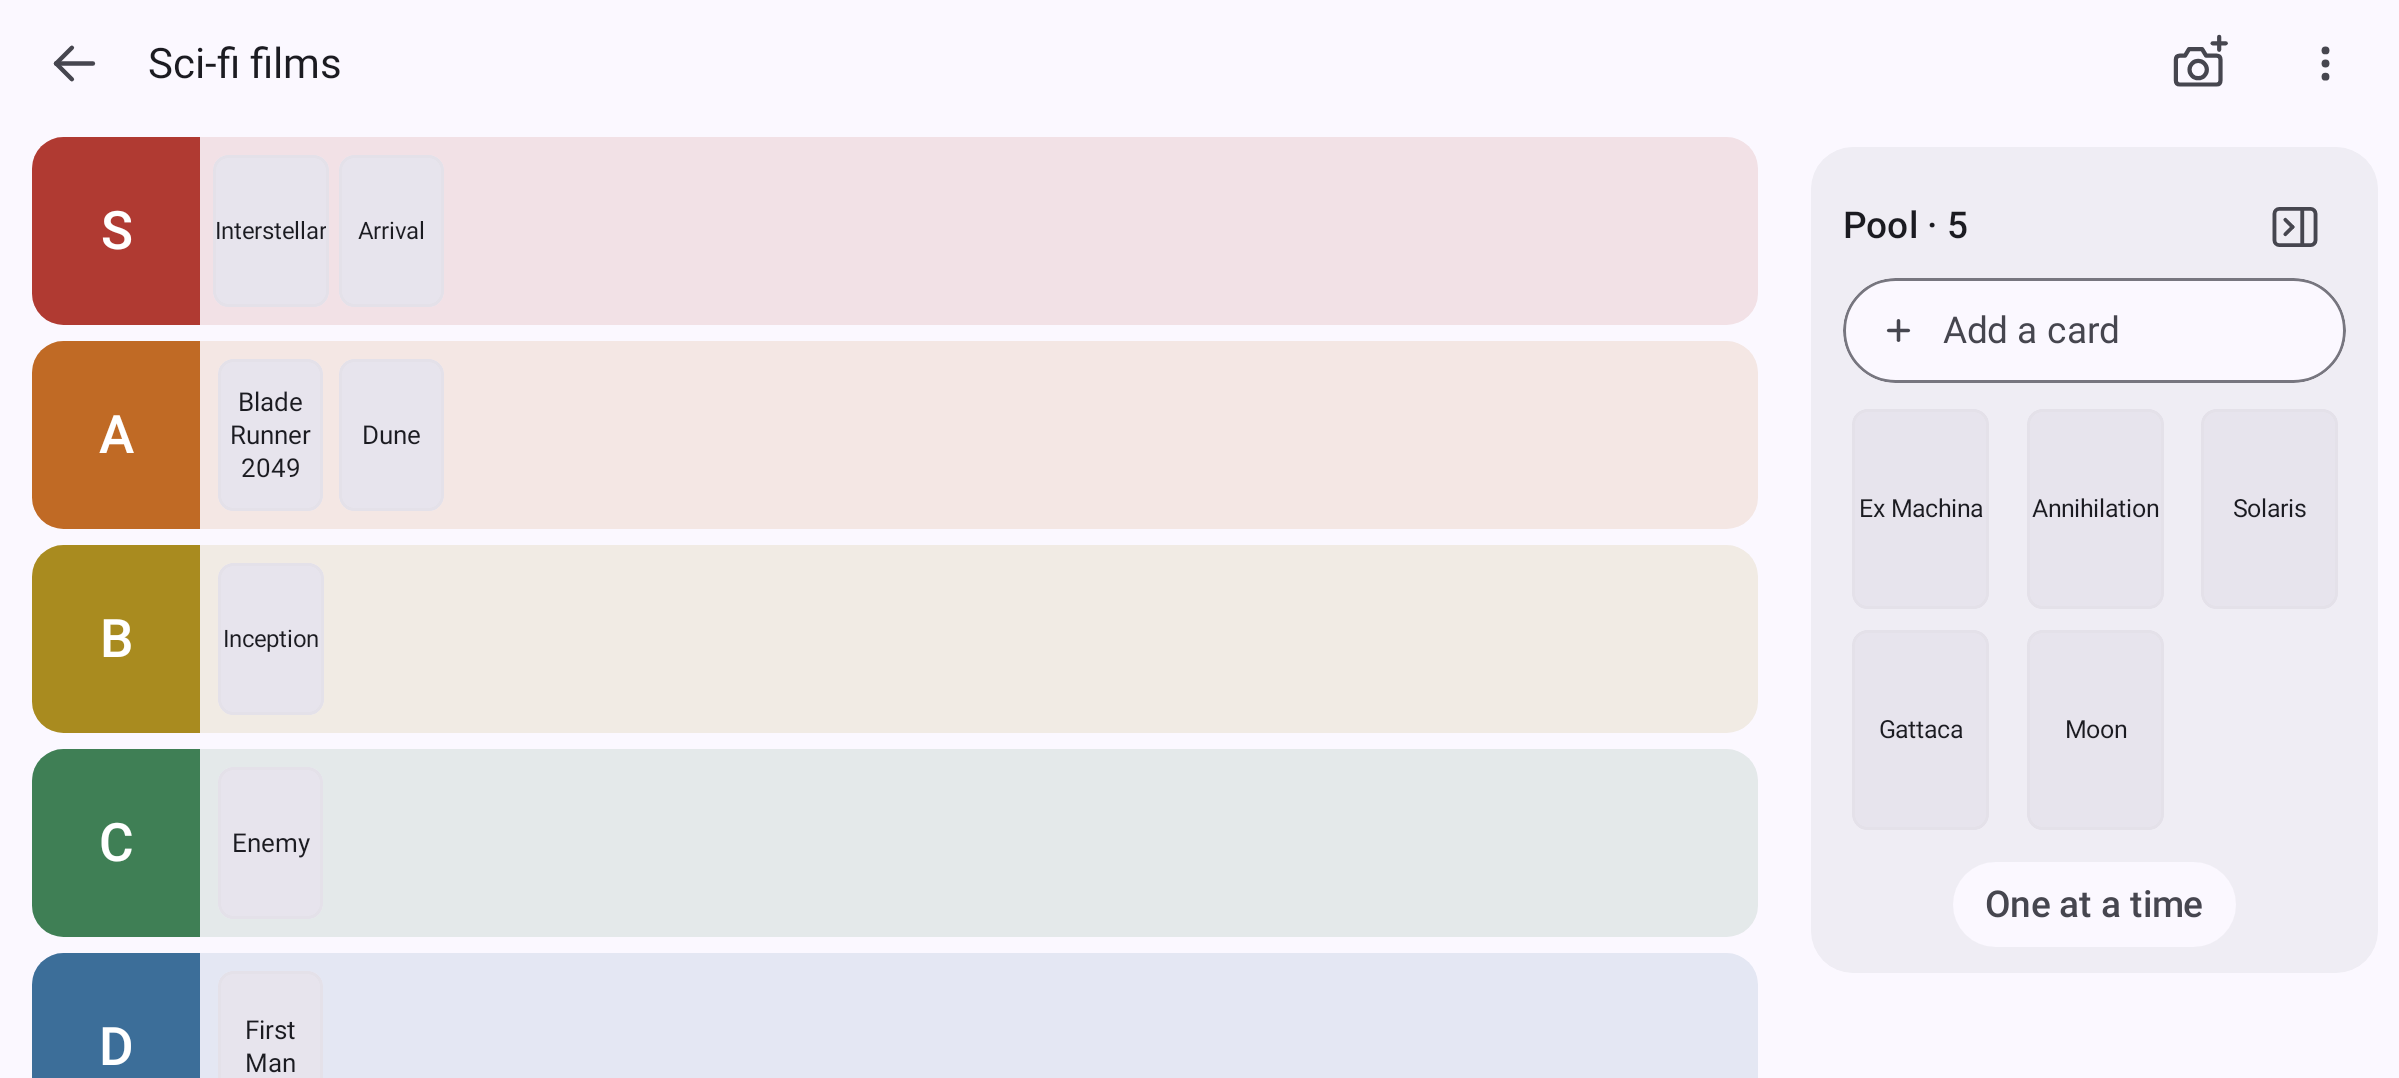 Sci-fi films
S
Interstellar
Arrival
A
Blade
Runner
2049
Dune
B
Inception
C
Enemy
D
First
Man
Pool · 5
+ Add a card
Ex Machina
Annihilation
Solaris
Gattaca
Moon
One at a time